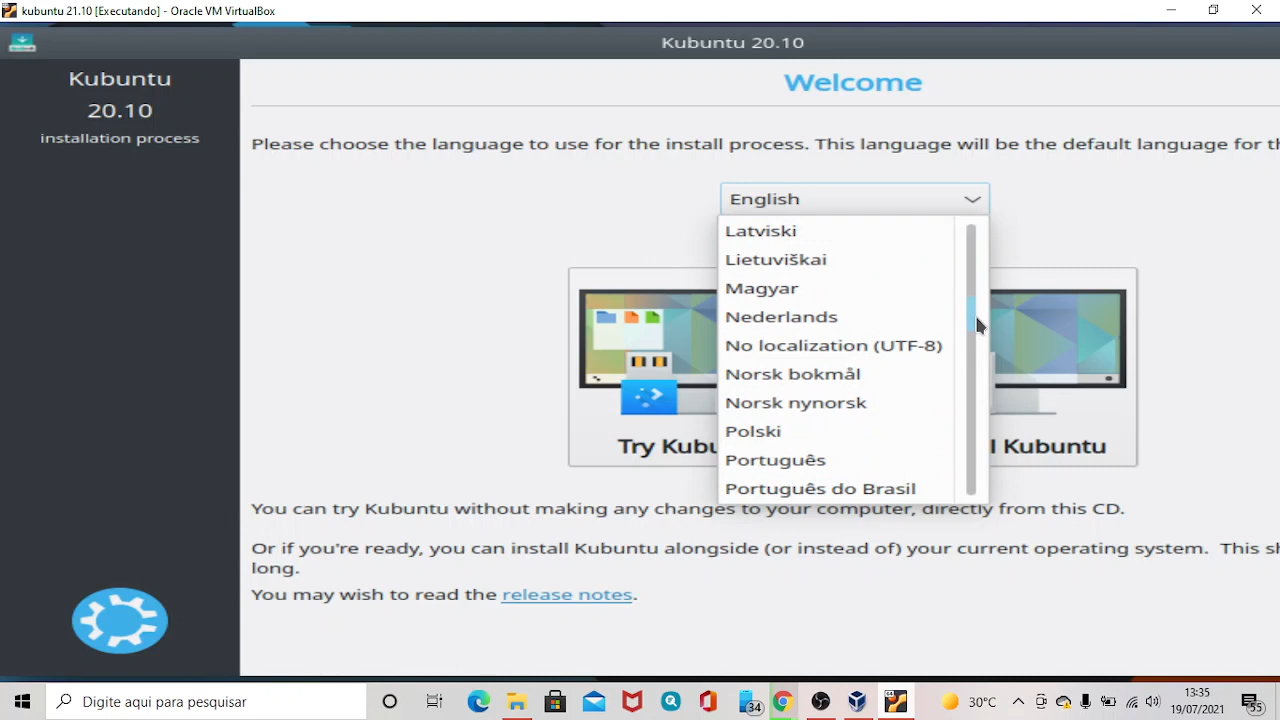 kubuntu 21.10 [Executando] - Oracle VM VirtualBox
Kubuntu 20.10
Kubuntu
20.10
installation process
Welcome
Please choose the language to use for the install process. This language will be the default language for th
English
Latviski
Lietuviškai
Magyar
Nederlands
No localization (UTF-8)
Norsk bokmål
Norsk nynorsk
Polski
Português
Português do Brasil
Try Kubu
l Kubuntu
You can try Kubuntu without making any changes to your computer, directly from this CD.
Or if you're ready, you can install Kubuntu alongside (or instead of) your current operating system. This sh
long.
You may wish to read the release notes.
Digite aqui para pesquisar
34
30°C
13:35
19/07/2021
55